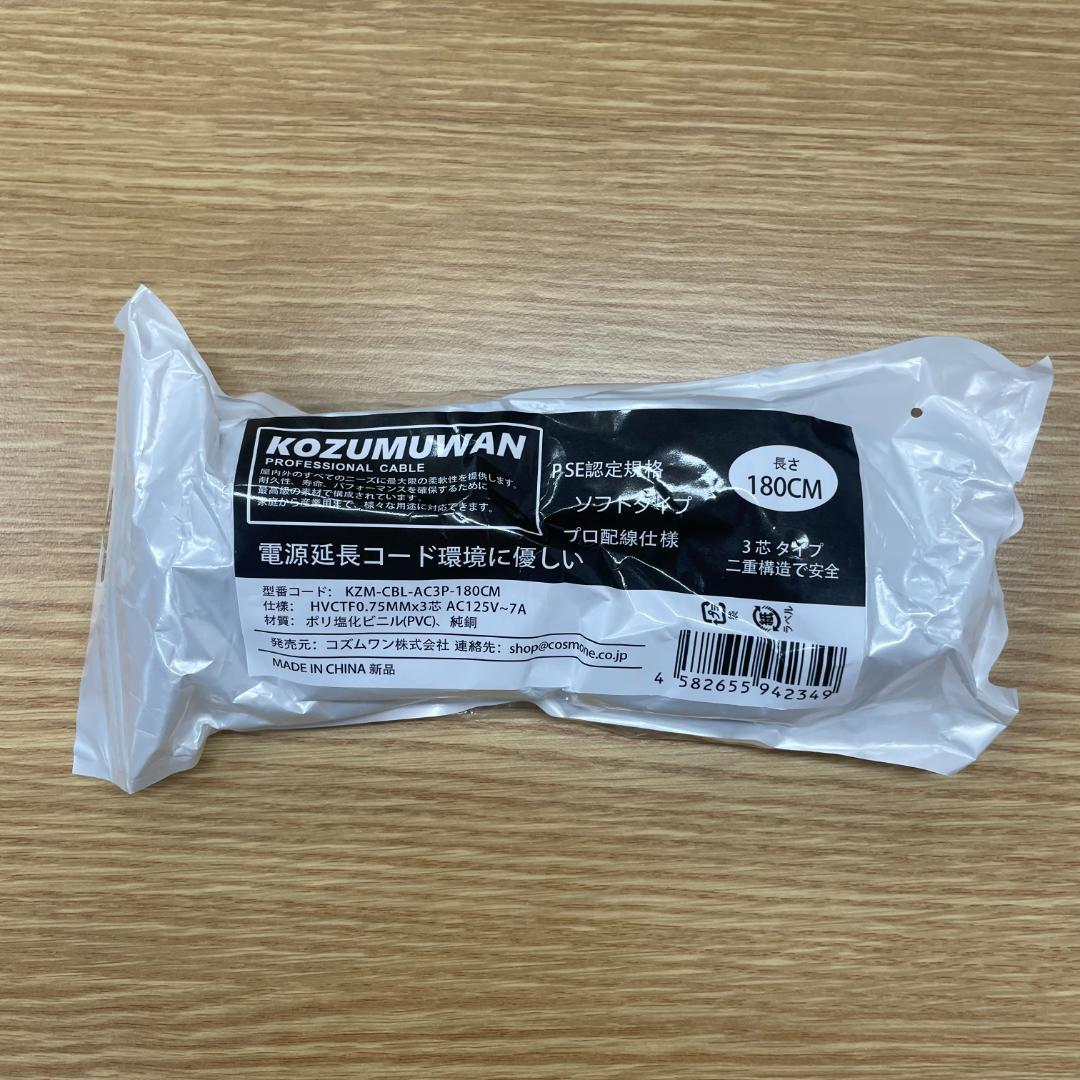 KOZUMUWAN
PROFESSIONAL CABLE
屋内外のすべてのニーズに最大限の柔軟性を提供します。
耐久性、寿命、パフォーマンスを確保するために
最高級の素材で構成されています。
家庭から産業用まで、様々な用途に対応できます。
電源延長コード環境に優しい
PSE認定規格
ソフトタイプ
プロ配線仕様
長さ
180CM
3芯タイプ
二重構造で安全
型番コード: KZM-CBL-AC3P-180CM
仕様: HVCTF0.75MMx3芯 AC125V~7A
材質: ポリ塩化ビニル(PVC)、純銅
発売元: コズムワン株式会社 連絡先: shop@cosmone.co.jp
MADE IN CHINA 新品
プラ
袋
紙
ラベル
4 582655 942349